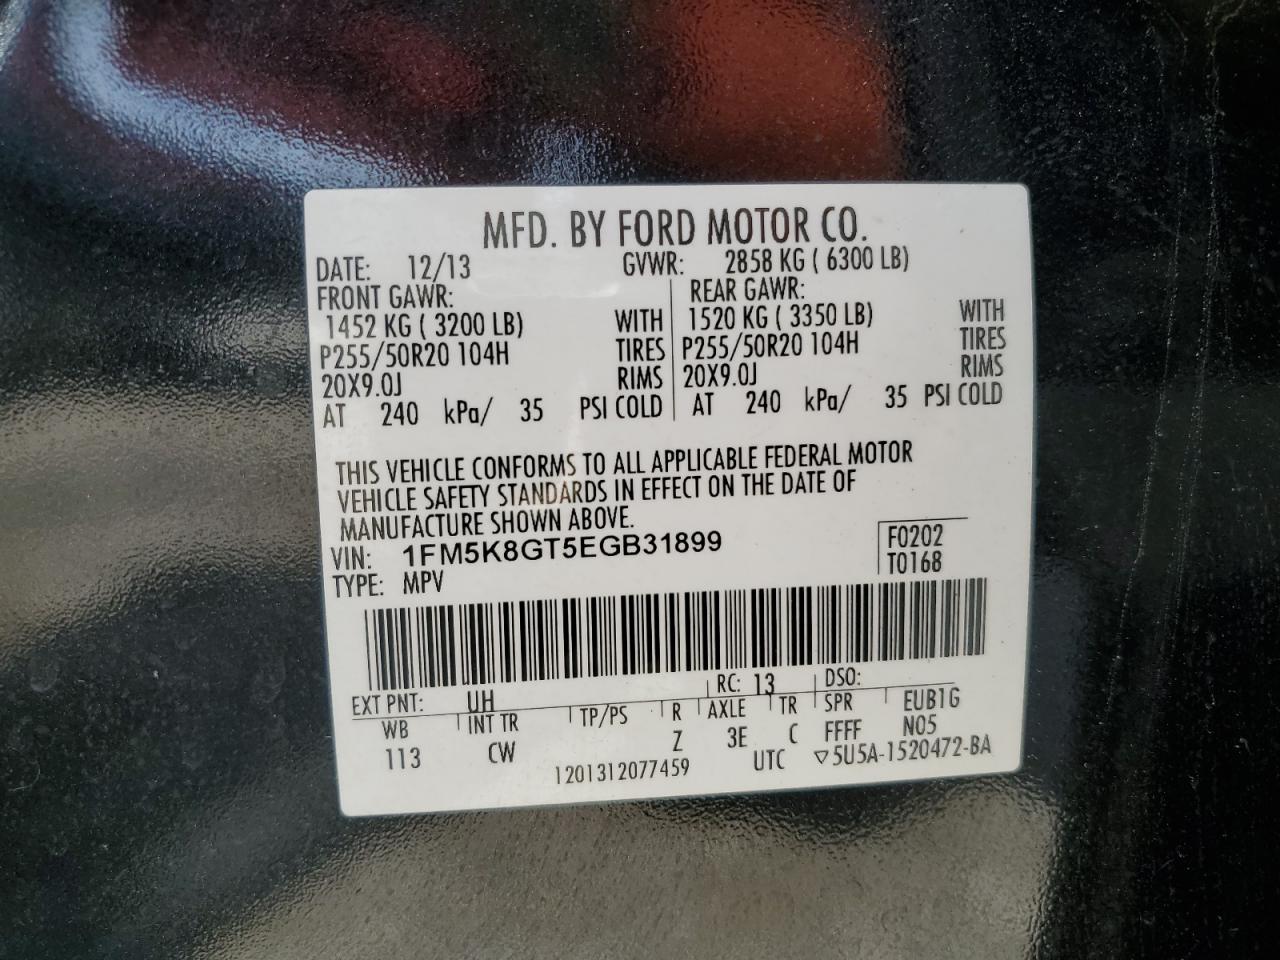 MFD. BY FORD MOTOR CO.
DATE: 12/13 GVWR: 2858 KG ( 6300 LB)
FRONT GAWR: REAR GAWR:
1452 KG ( 3200 LB) WITH 1520 KG ( 3350 LB) WITH
P255/50R20 104H TIRES P255/50R20 104H TIRES
20X9.0J RIMS 20X9.0J RIMS
AT 240 kPa/ 35 PSI COLD AT 240 kPa/ 35 PSI COLD
THIS VEHICLE CONFORMS TO ALL APPLICABLE FEDERAL MOTOR
VEHICLE SAFETY STANDARDS IN EFFECT ON THE DATE OF
MANUFACTURE SHOWN ABOVE.
VIN: 1FM5K8GT5EGB31899 F0202
TYPE: MPV T0168
EXT PNT: UH RC: 13 DSO:
WB INT TR TP/PS R AXLE TR SPR EUB1G
113 CW Z 3E C FFFF N05
1201312077459 UTC ▽5U5A-1520472-BA